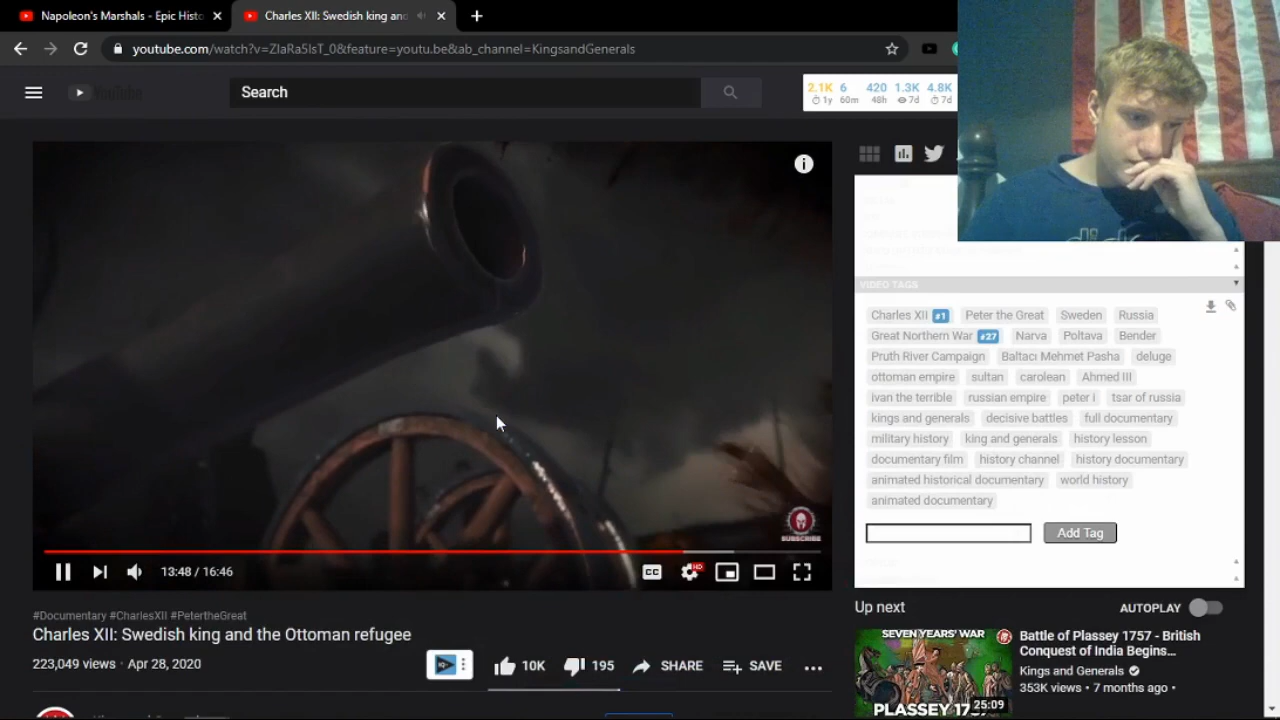 Napoleon's Marshals - Epic Histo
Charles XII: Swedish king and
youtube.com/watch?v=ZIaRa5IsT_0&feature=youtu.be&ab_channel=KingsandGenerals
YouTube
Search
2.1K 6 420 1.3K 4.8K
1y 60m 48h 7d 7d
i
VIDEO TAGS
Charles XII #1 Peter the Great Sweden Russia
Great Northern War #27 Narva Poltava Bender
Pruth River Campaign Baltacı Mehmet Pasha deluge
ottoman empire sultan carolean Ahmed III
ivan the terrible russian empire peter i tsar of russia
kings and generals decisive battles full documentary
military history king and generals history lesson
documentary film history channel history documentary
animated historical documentary world history
animated documentary
Add Tag
SUBSCRIBE
13:48 / 16:46
CC HD
#Documentary #CharlesXII #PetertheGreat
Charles XII: Swedish king and the Ottoman refugee
223,049 views · Apr 28, 2020
10K 195 SHARE SAVE
Up next AUTOPLAY
SEVEN YEARS' WAR
PLASSEY 175
25:09
Battle of Plassey 1757 - British
Conquest of India Begins...
Kings and Generals
353K views · 7 months ago ·